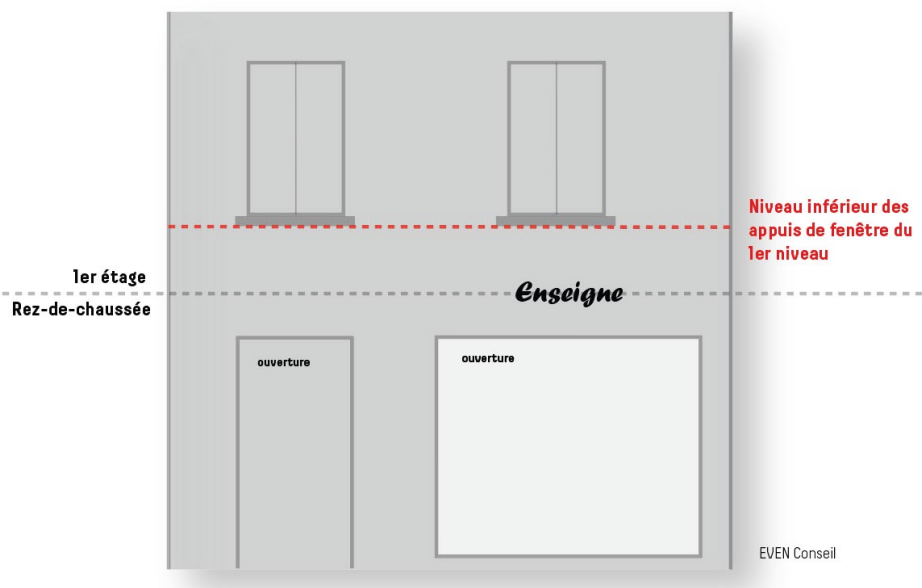 Niveau inférieur des
appuis de fenêtre du
1er niveau
1er étage
Enseigne
Rez-de-chaussée
ouverture
ouverture
EVEN Conseil